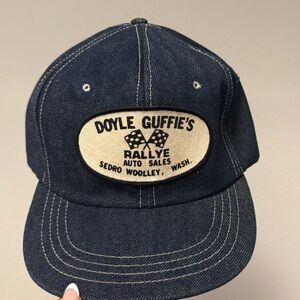 DOYLE GUFFIE'S
RALLYE
AUTO SALES
SEDRO WOOLLEY, WASH.